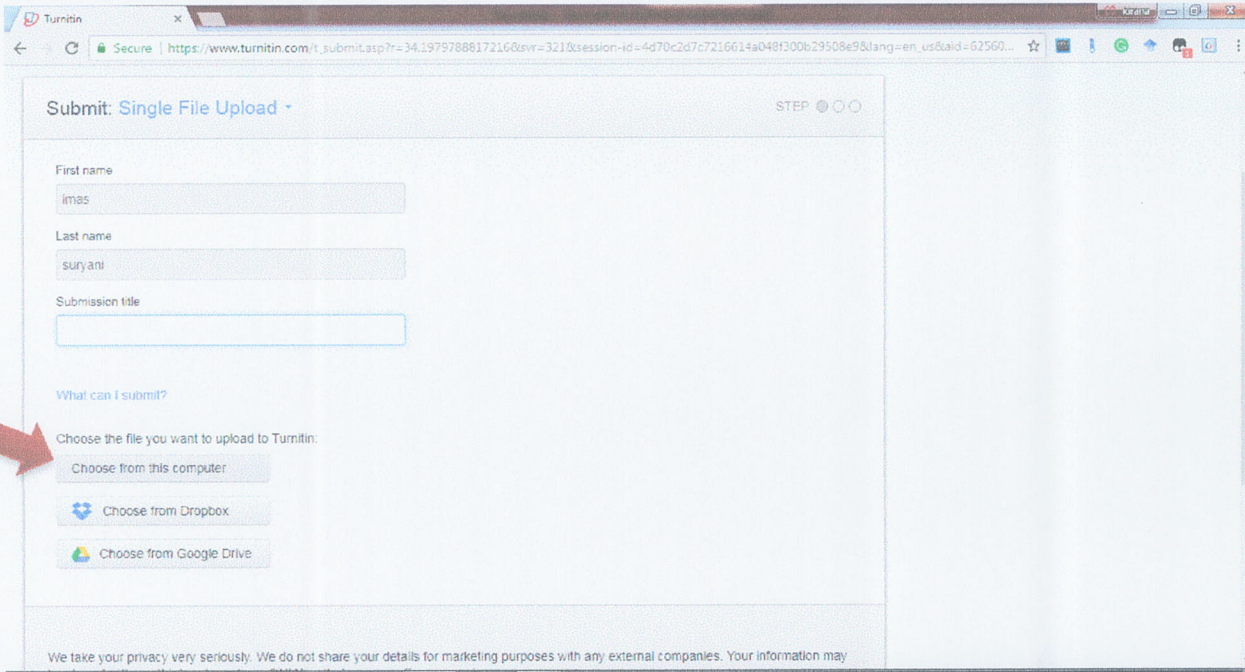 Turnitin
kirana
Secure https://www.turnitin.com/t_submit.asp?r=34.1979788817216&svr=321&session-id=4d70c2d7c7216614a048f300b29508e9&lang=en_us&aid=62560...
Submit: Single File Upload
STEP
First name
imas
Last name
suryani
Submission title
What can I submit?
Choose the file you want to upload to Turnitin:
Choose from this computer
Choose from Dropbox
Choose from Google Drive
We take your privacy very seriously. We do not share your details for marketing purposes with any external companies. Your information may